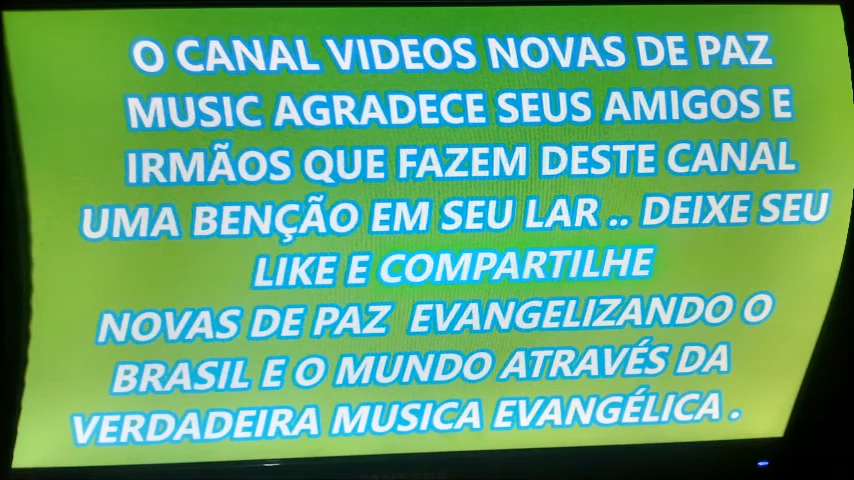 O CANAL VIDEOS NOVAS DE PAZ
MUSIC AGRADECE SEUS AMIGOS E
IRMÃOS QUE FAZEM DESTE CANAL
UMA BENÇÃO EM SEU LAR .. DEIXE SEU
LIKE E COMPARTILHE
NOVAS DE PAZ EVANGELIZANDO O
BRASIL E O MUNDO ATRAVÉS DA
VERDADEIRA MUSICA EVANGÉLICA .